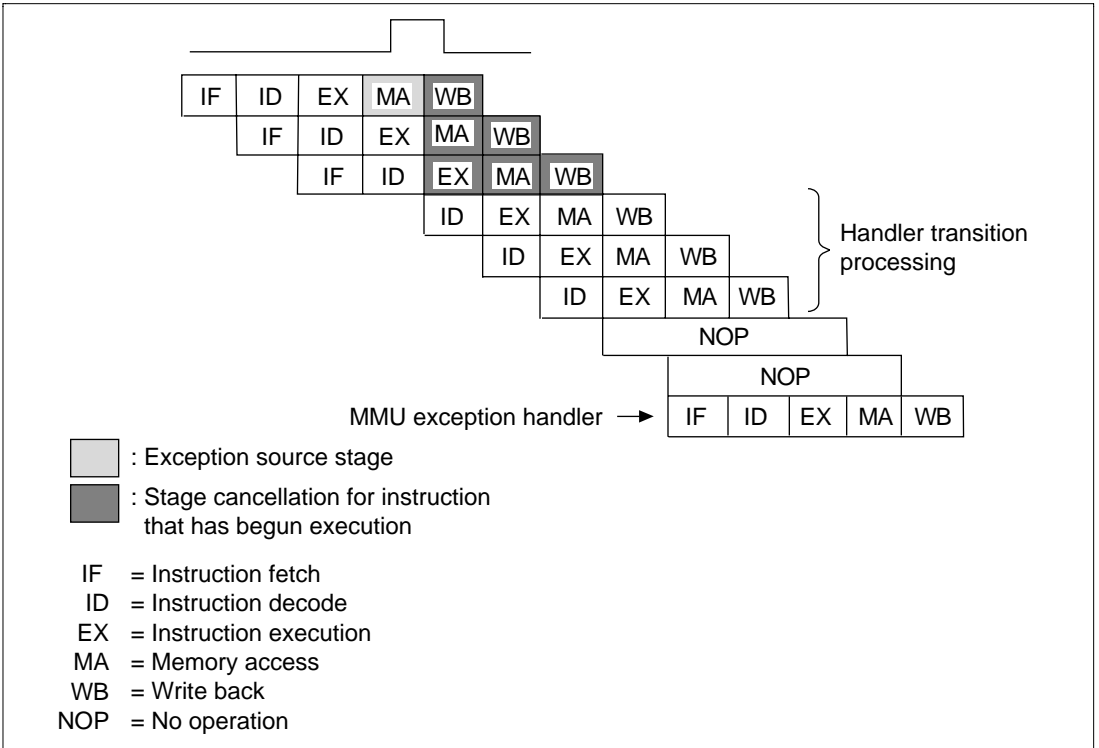 IF ID EX MA WB
IF ID EX MA WB
IF ID EX MA WB
ID EX MA WB
ID EX MA WB
ID EX MA WB
Handler transition
processing
NOP
NOP
MMU exception handler IF ID EX MA WB
: Exception source stage
: Stage cancellation for instruction
that has begun execution
IF = Instruction fetch
ID = Instruction decode
EX = Instruction execution
MA = Memory access
WB = Write back
NOP = No operation